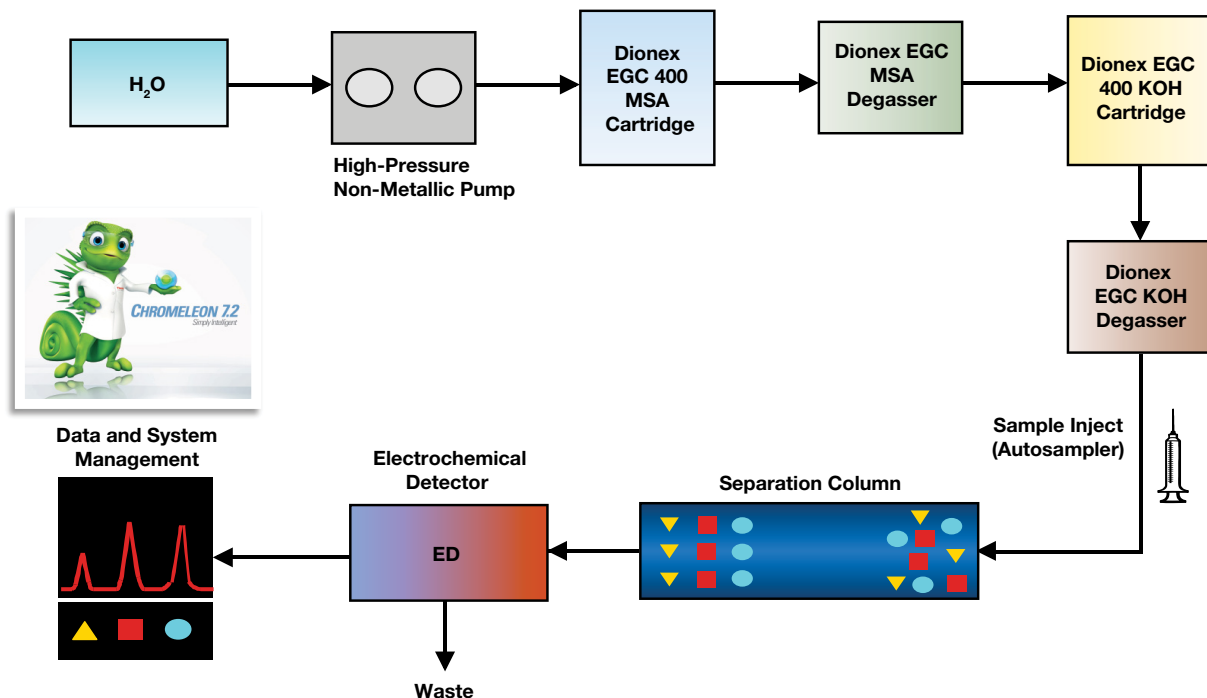 H₂O
High-Pressure
Non-Metallic Pump
Dionex
EGC 400
MSA
Cartridge
Dionex EGC
MSA
Degasser
Dionex EGC
400 KOH
Cartridge
Dionex
EGC KOH
Degasser
Sample Inject
(Autosampler)
Separation Column
Electrochemical
Detector
ED
Waste
CHROMELEON 7.2
Simply Intelligent
Data and System
Management